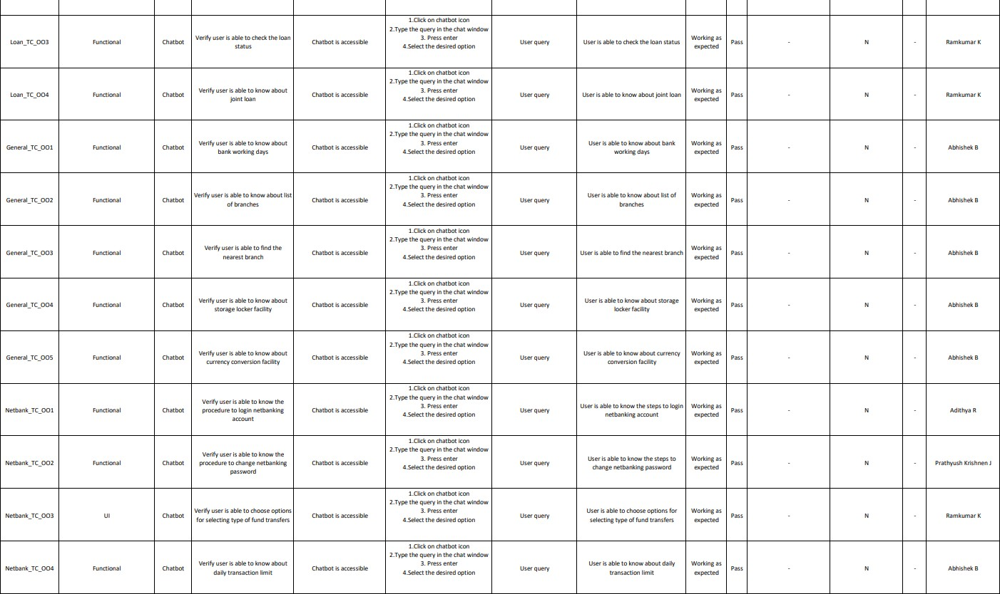 Loan_TC_OO3 Functional Chatbot Verify user is able to check the loan status Chatbot is accessible 1.Click on chatbot icon 2.Type the query in the chat window 3. Press enter 4.Select the desired option User query User is able to check the loan status Working as expected Pass - N - Ramkumar K
Loan_TC_OO4 Functional Chatbot Verify user is able to know about joint loan Chatbot is accessible 1.Click on chatbot icon 2.Type the query in the chat window 3. Press enter 4.Select the desired option User query User is able to know about joint loan Working as expected Pass - N - Ramkumar K
General_TC_OO1 Functional Chatbot Verify user is able to know about bank working days Chatbot is accessible 1.Click on chatbot icon 2.Type the query in the chat window 3. Press enter 4.Select the desired option User query User is able to know about bank working days Working as expected Pass - N - Abhishek B
General_TC_OO2 Functional Chatbot Verify user is able to know about list of branches Chatbot is accessible 1.Click on chatbot icon 2.Type the query in the chat window 3. Press enter 4.Select the desired option User query User is able to know about list of branches Working as expected Pass - N - Abhishek B
General_TC_OO3 Functional Chatbot Verify user is able to find the nearest branch Chatbot is accessible 1.Click on chatbot icon 2.Type the query in the chat window 3. Press enter 4.Select the desired option User query User is able to find the nearest branch Working as expected Pass - N - Abhishek B
General_TC_OO4 Functional Chatbot Verify user is able to know about storage locker facility Chatbot is accessible 1.Click on chatbot icon 2.Type the query in the chat window 3. Press enter 4.Select the desired option User query User is able to know about storage locker facility Working as expected Pass - N - Abhishek B
General_TC_OO5 Functional Chatbot Verify user is able to know about currency conversion facility Chatbot is accessible 1.Click on chatbot icon 2.Type the query in the chat window 3. Press enter 4.Select the desired option User query User is able to know about currency conversion facility Working as expected Pass - N - Abhishek B
Netbank_TC_OO1 Functional Chatbot Verify user is able to know the procedure to login netbanking account Chatbot is accessible 1.Click on chatbot icon 2.Type the query in the chat window 3. Press enter 4.Select the desired option User query User is able to know the steps to login netbanking account Working as expected Pass - N - Adithya R
Netbank_TC_OO2 Functional Chatbot Verify user is able to know the procedure to change netbanking password Chatbot is accessible 1.Click on chatbot icon 2.Type the query in the chat window 3. Press enter 4.Select the desired option User query User is able to know the steps to change netbanking password Working as expected Pass - N - Prathyush Krishnen J
Netbank_TC_OO3 UI Chatbot Verify user is able to choose options for selecting type of fund transfers Chatbot is accessible 1.Click on chatbot icon 2.Type the query in the chat window 3. Press enter 4.Select the desired option User query User is able to choose options for selecting type of fund transfers Working as expected Pass - N - Ramkumar K
Netbank_TC_OO4 Functional Chatbot Verify user is able to know about daily transaction limit Chatbot is accessible 1.Click on chatbot icon 2.Type the query in the chat window 3. Press enter 4.Select the desired option User query User is able to know about daily transaction limit Working as expected Pass - N - Abhishek B